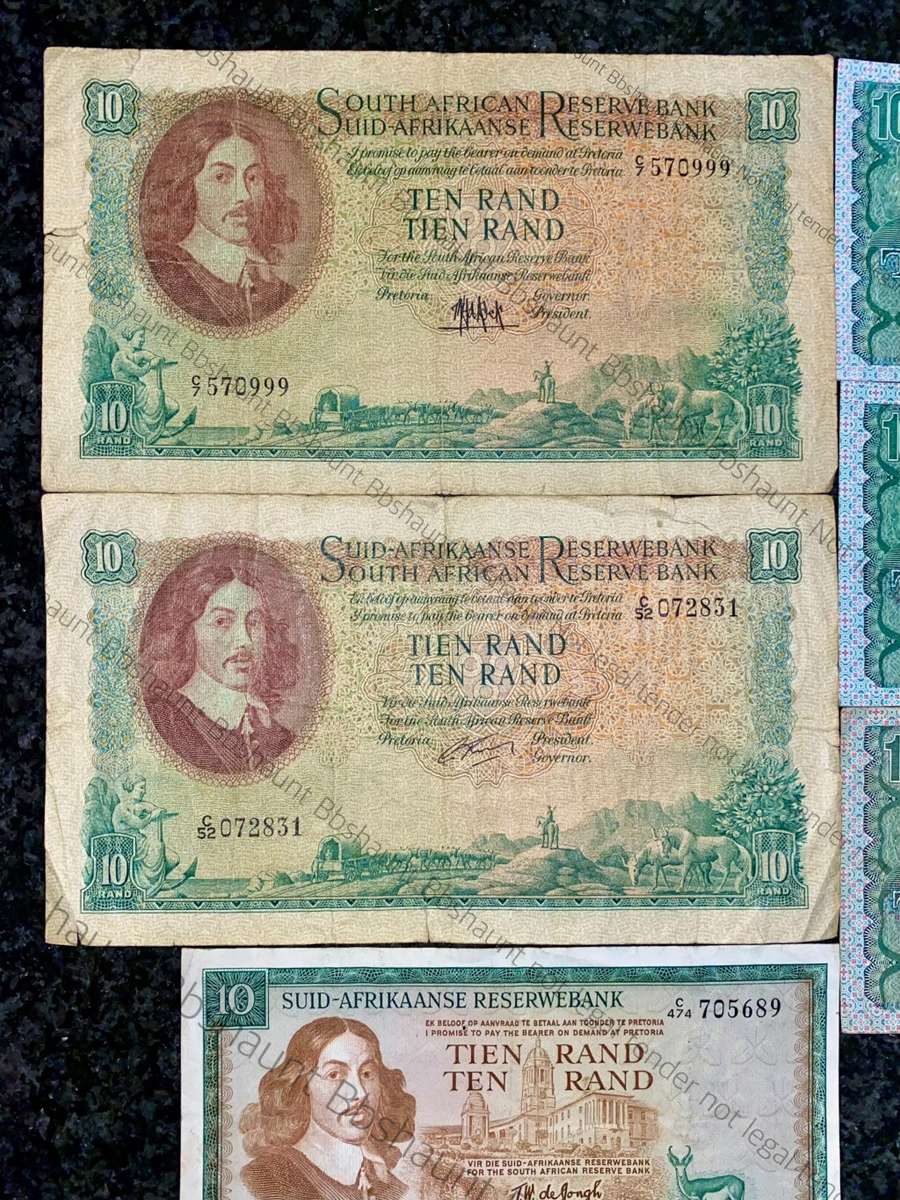 10
SOUTH AFRICAN RESERVE BANK
SUID-AFRIKAANSE RESERWEBANK
10
I promise to pay the bearer on demand at Pretoria
Ek beloof op aanvraag te betaal aan toonder te Pretoria
C/7 570999
TEN RAND
TIEN RAND
For the South African Reserve Bank
Vir die Suid-Afrikaanse Reserwebank
Pretoria.
Governor.
President.
C/7 570999
10
RAND
10
RAND
10
SUID-AFRIKAANSE RESERWEBANK
SOUTH AFRICAN RESERVE BANK
10
Ek beloof op aanvraag te betaal aan toonder te Pretoria
I promise to pay the bearer on demand at Pretoria
C/52 072831
TIEN RAND
TEN RAND
Vir die Suid-Afrikaanse Reserwebank
For the South African Reserve Bank
Pretoria.
President.
Governor.
C/52 072831
10
RAND
10
RAND
10
SUID-AFRIKAANSE RESERWEBANK
C/474 705689
EK BELOOF OP AANVRAAG TE BETAAL AAN TOONDER TE PRETORIA
I PROMISE TO PAY THE BEARER ON DEMAND AT PRETORIA
TIEN RAND
TEN RAND
VIR DIE SUID-AFRIKAANSE RESERWEBANK
FOR THE SOUTH AFRICAN RESERVE BANK
T.W. de Jongh
10
Bbshaunt Not legal tender